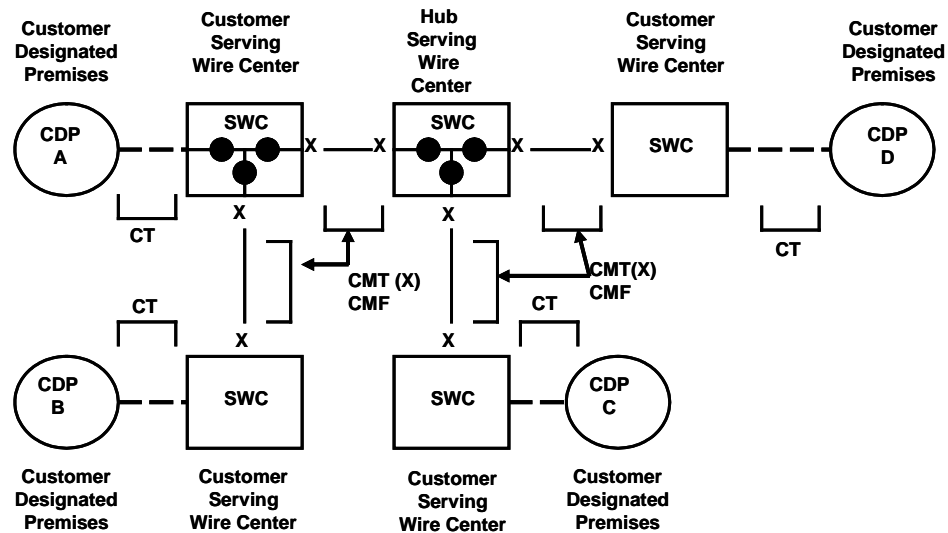 Customer
Designated
Premises
Customer
Serving
Wire Center
Hub
Serving
Wire
Center
Customer
Serving
Wire Center
Customer
Designated
Premises
CDP
A
SWC
X
X
SWC
X
X
SWC
CDP
D
CT
X
X
CT
CMT (X)
CMF
CMT(X)
CMF
CT
CT
X
X
CDP
B
SWC
SWC
CDP
C
Customer
Designated
Premises
Customer
Serving
Wire Center
Customer
Serving
Wire Center
Customer
Designated
Premises